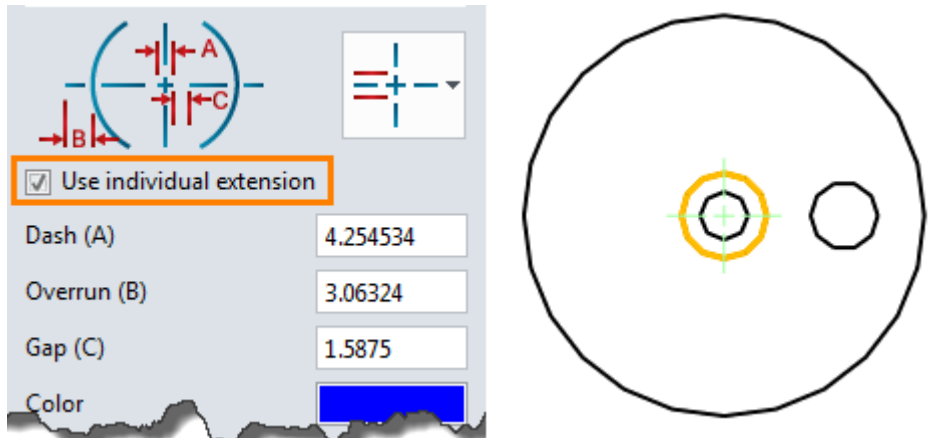 A
C
B
Use individual extension
Dash (A)
4.254534
Overrun (B)
3.06324
Gap (C)
1.5875
Color